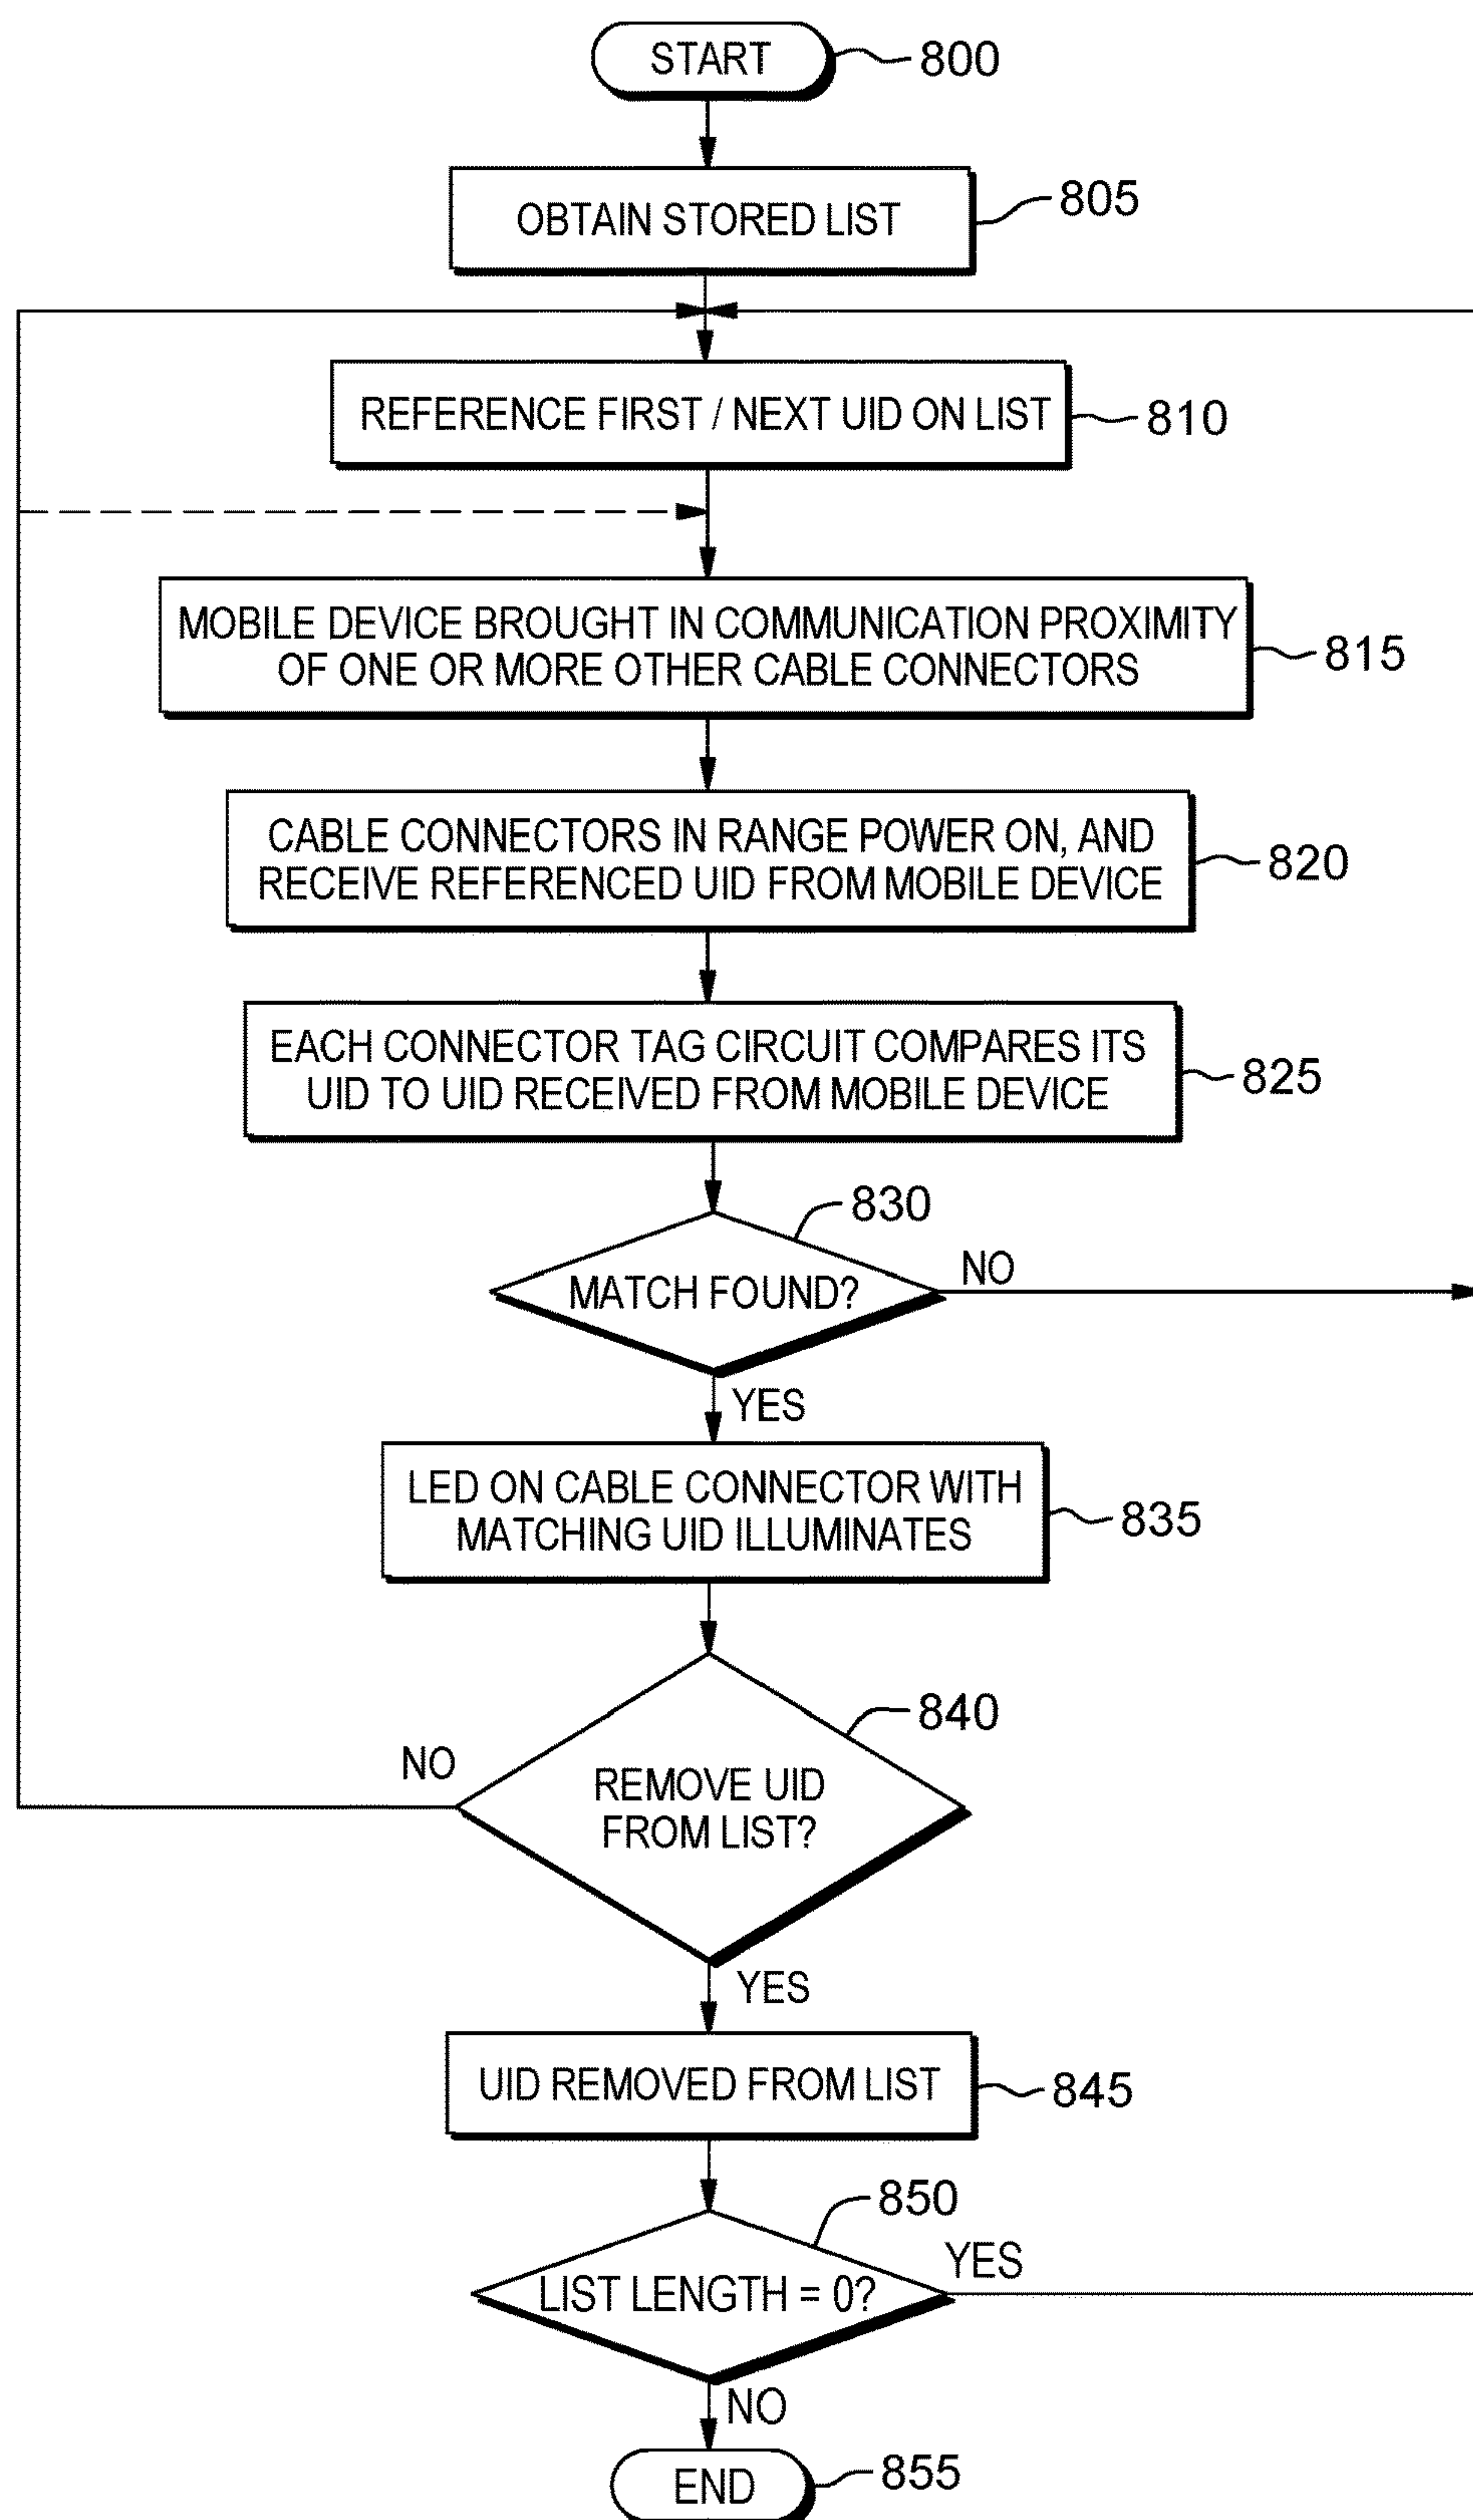 START
800
OBTAIN STORED LIST
805
REFERENCE FIRST / NEXT UID ON LIST
810
MOBILE DEVICE BROUGHT IN COMMUNICATION PROXIMITY
OF ONE OR MORE OTHER CABLE CONNECTORS
815
CABLE CONNECTORS IN RANGE POWER ON, AND
RECEIVE REFERENCED UID FROM MOBILE DEVICE
820
EACH CONNECTOR TAG CIRCUIT COMPARES ITS
UID TO UID RECEIVED FROM MOBILE DEVICE
825
830
MATCH FOUND?
NO
YES
LED ON CABLE CONNECTOR WITH
MATCHING UID ILLUMINATES
835
840
NO
REMOVE UID
FROM LIST?
YES
UID REMOVED FROM LIST
845
850
LIST LENGTH = 0?
YES
NO
END
855